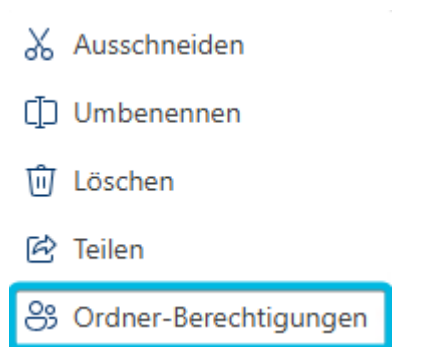 Ausschneiden
Umbenennen
Löschen
Teilen
Ordner-Berechtigungen